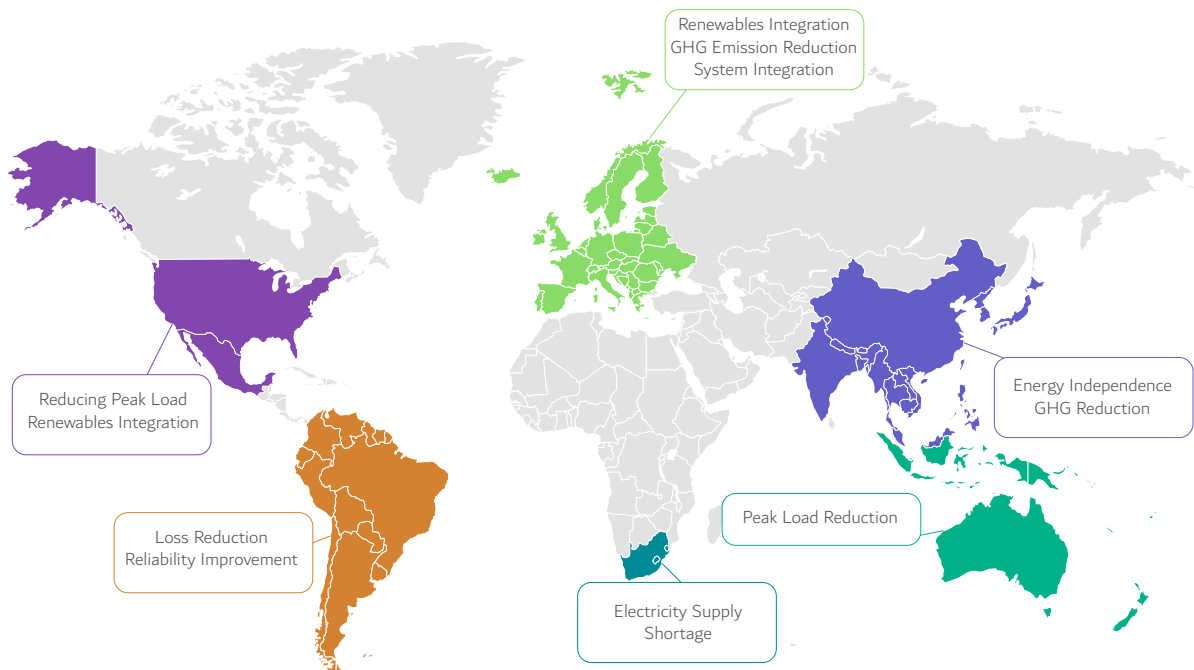 Renewables Integration
GHG Emission Reduction
System Integration
Reducing Peak Load
Renewables Integration
Energy Independence
GHG Reduction
Loss Reduction
Reliability Improvement
Peak Load Reduction
Electricity Supply
Shortage